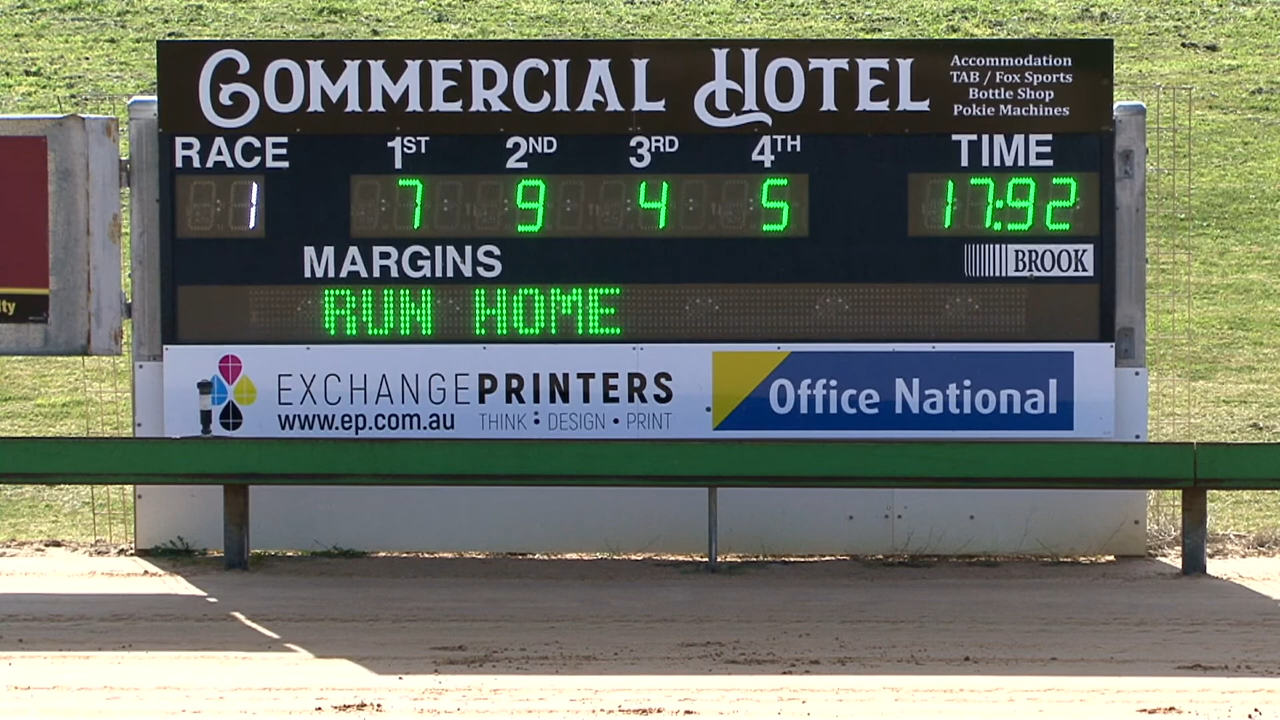 COMMERCIAL HOTEL
Accommodation
TAB / Fox Sports
Bottle Shop
Pokie Machines
RACE 1ST 2ND 3RD 4TH TIME
1 7 9 4 5 17:92
MARGINS
BROOK
RUN HOME
lty
EXCHANGEPRINTERS
www.ep.com.au THINK : DESIGN • PRINT
Office National